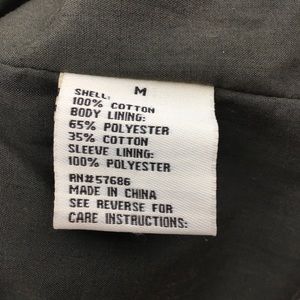 M
SHELL:
100% COTTON
BODY LINING:
65% POLYESTER
35% COTTON
SLEEVE LINING:
100% POLYESTER
RN#57686
MADE IN CHINA
SEE REVERSE FOR
CARE INSTRUCTIONS: